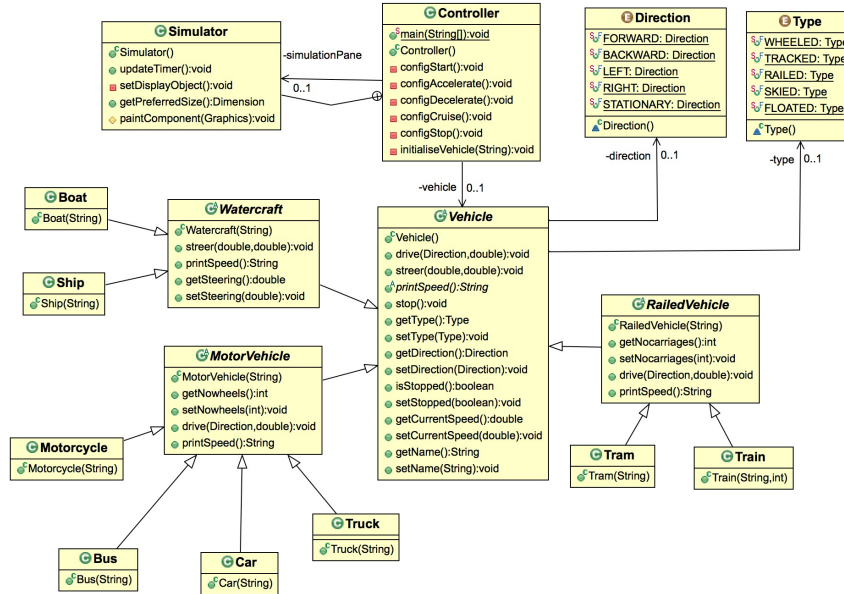 Simulator
Simulator()
updateTimer():void
setDisplayObject():void
getPreferredSize():Dimension
paintComponent(Graphics):void
-simulationPane
0..1
Controller
main(String[]):void
Controller()
configStart():void
configAccelerate():void
configDecelerate():void
configCruise():void
configStop():void
initialiseVehicle(String):void
Direction
FORWARD: Direction
BACKWARD: Direction
LEFT: Direction
RIGHT: Direction
STATIONARY: Direction
Direction()
Type
WHEELED: Type
TRACKED: Type
RAILED: Type
SKIED: Type
FLOATED: Type
Type()
-direction
0..1
-type
0..1
-vehicle
0..1
Boat
Boat(String)
Ship
Ship(String)
Watercraft
Watercraft(String)
streer(double,double):void
printSpeed():String
getSteering():double
setSteering(double):void
Vehicle
Vehicle()
drive(Direction,double):void
streer(double,double):void
printSpeed():String
stop():void
getType():Type
setType(Type):void
getDirection():Direction
setDirection(Direction):void
isStopped():boolean
setStopped(boolean):void
getCurrentSpeed():double
setCurrentSpeed(double):void
getName():String
setName(String):void
RailedVehicle
RailedVehicle(String)
getNocarriages():int
setNocarriages(int):void
drive(Direction,double):void
printSpeed():String
MotorVehicle
MotorVehicle(String)
getNowheels():int
setNowheels(int):void
drive(Direction,double):void
printSpeed():String
Motorcycle
Motorcycle(String)
Tram
Tram(String)
Train
Train(String,int)
Bus
Bus(String)
Car
Car(String)
Truck
Truck(String)